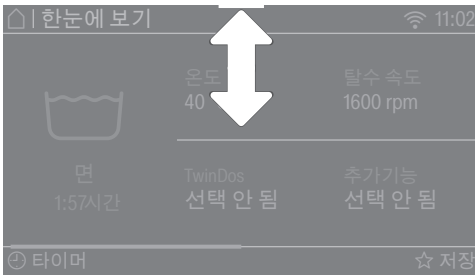 한눈에 보기 11:02
온도 탈수 속도
40 1600 rpm
면 TwinDos 추가기능
1:57시간 선택 안 됨 선택 안 됨
타이머 저장